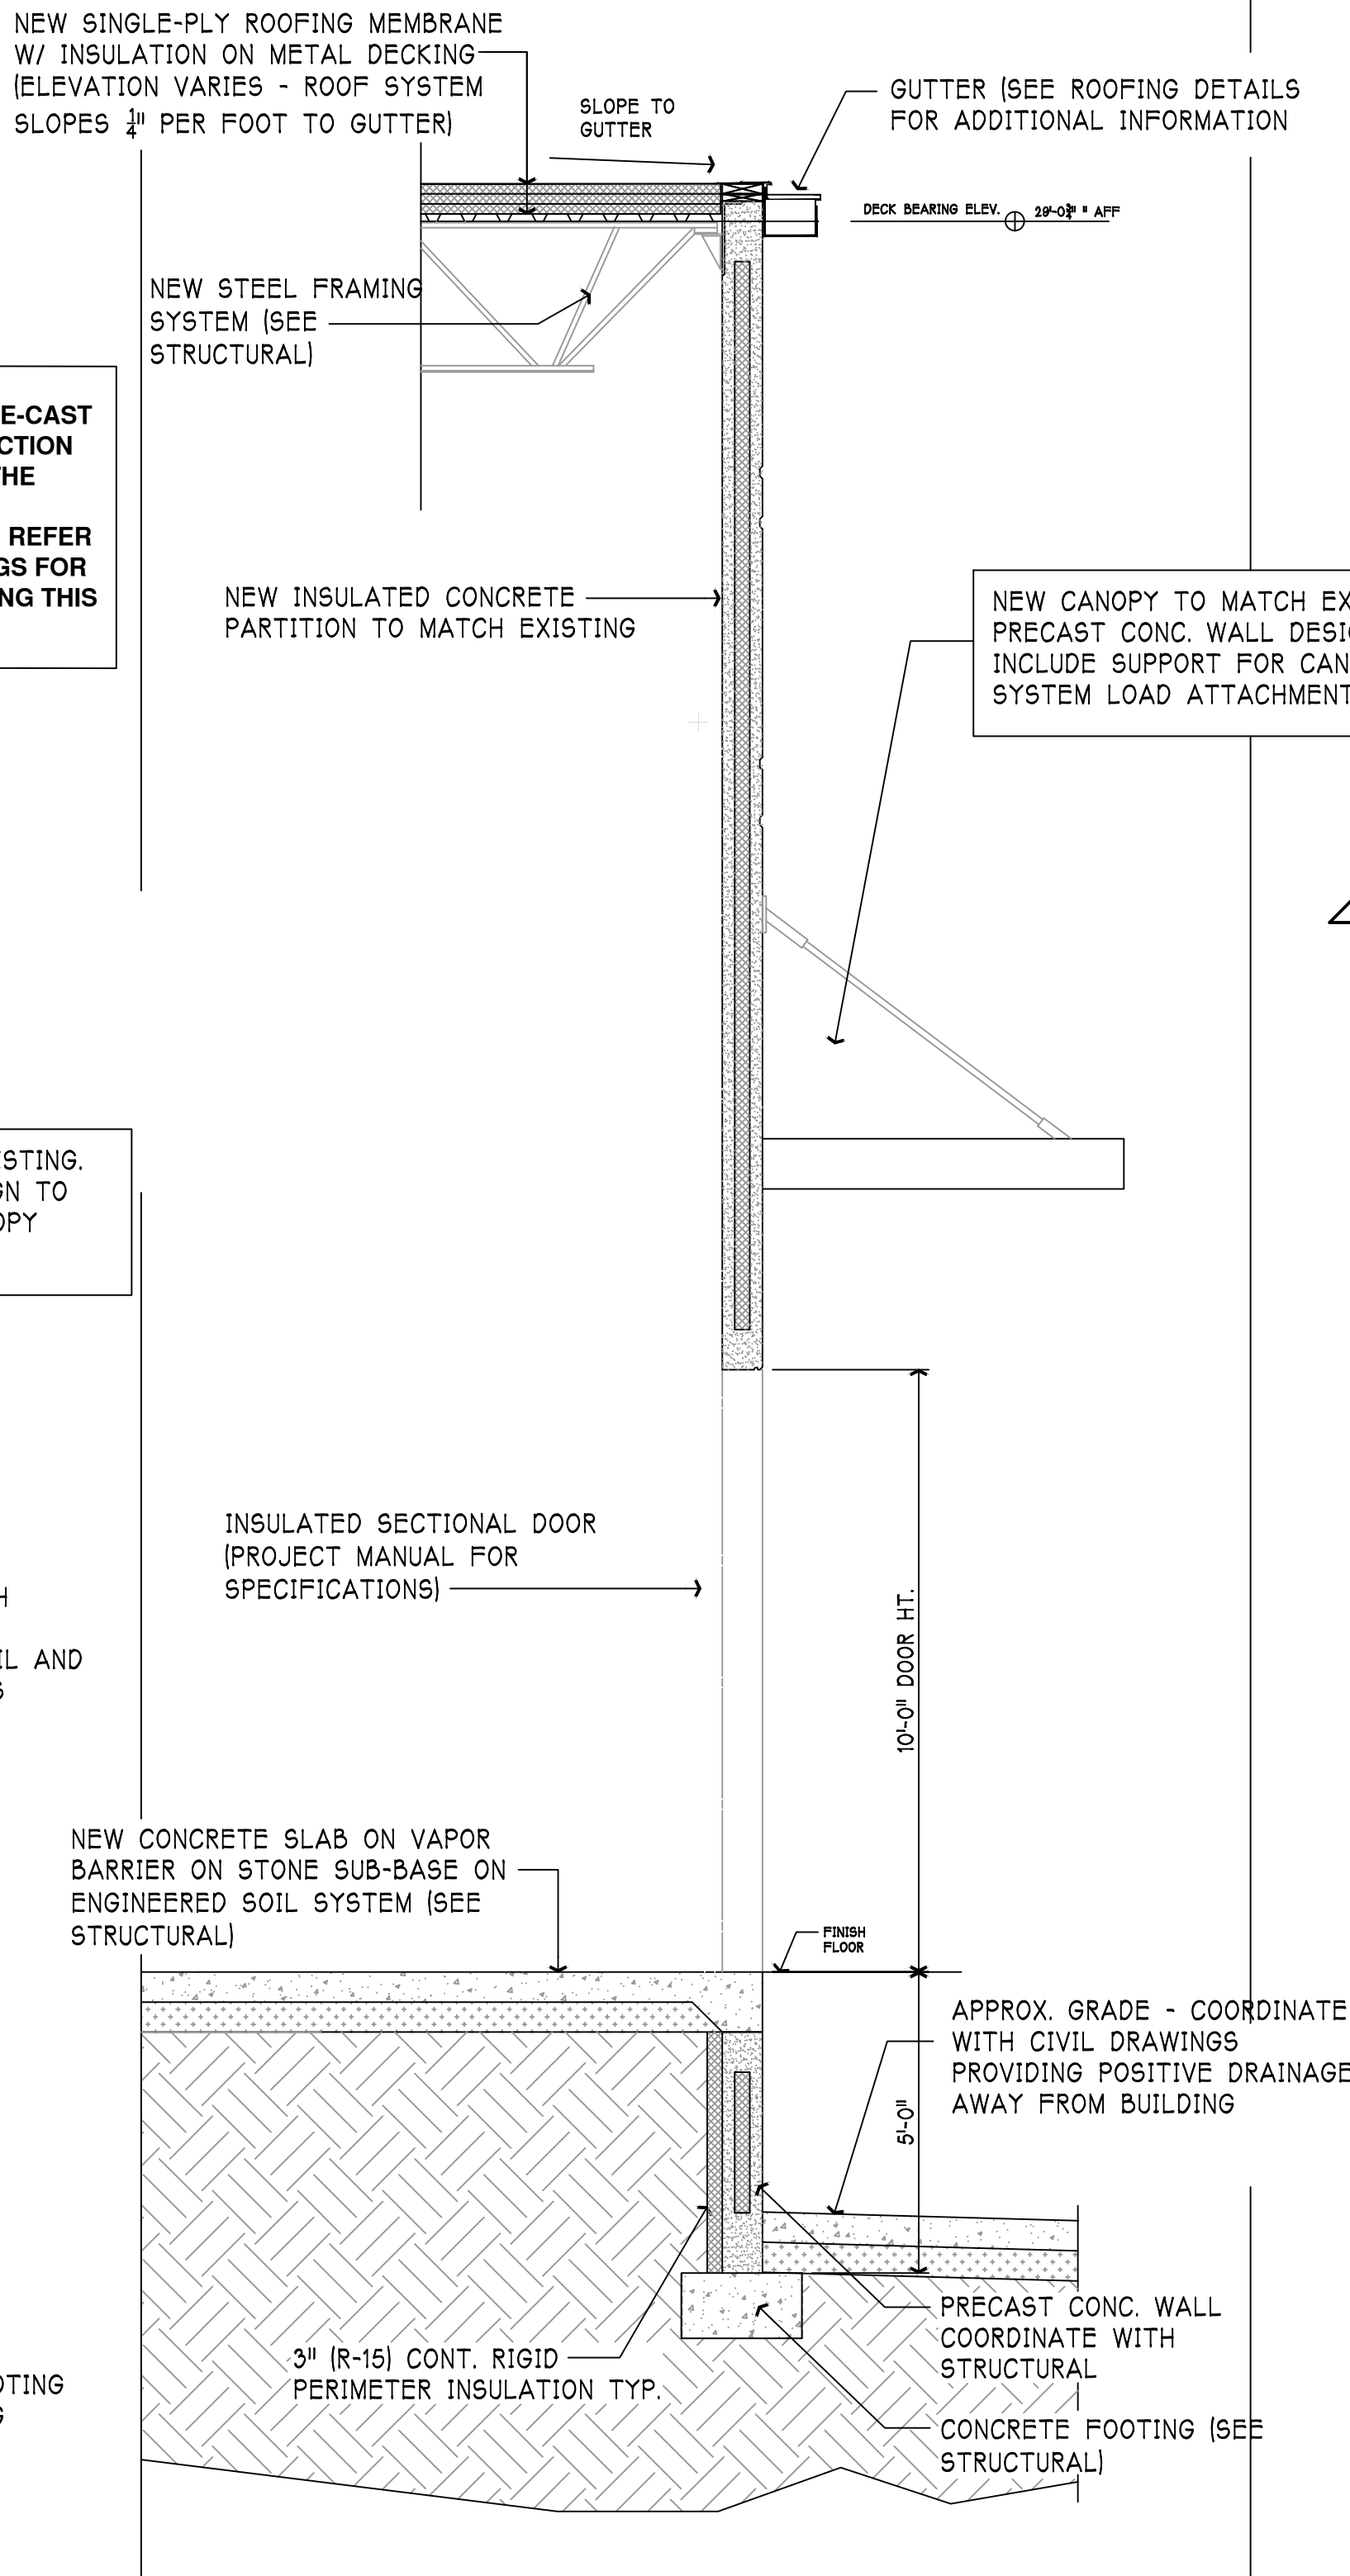 NEW SINGLE-PLY ROOFING MEMBRANE
W/ INSULATION ON METAL DECKING
(ELEVATION VARIES - ROOF SYSTEM
SLOPES 1/4" PER FOOT TO GUTTER)
SLOPE TO
GUTTER
GUTTER (SEE ROOFING DETAILS
FOR ADDITIONAL INFORMATION
DECK BEARING ELEV.
29'-0 3/4" " AFF
NEW STEEL FRAMING
SYSTEM (SEE
STRUCTURAL)
E-CAST
CTION
THE
REFER
GS FOR
NG THIS
NEW INSULATED CONCRETE
PARTITION TO MATCH EXISTING
NEW CANOPY TO MATCH EX
PRECAST CONC. WALL DESI
INCLUDE SUPPORT FOR CAN
SYSTEM LOAD ATTACHMENT
ISTING.
GN TO
OPY
INSULATED SECTIONAL DOOR
(PROJECT MANUAL FOR
SPECIFICATIONS)
H
IL AND
S
10'-0" DOOR HT.
NEW CONCRETE SLAB ON VAPOR
BARRIER ON STONE SUB-BASE ON
ENGINEERED SOIL SYSTEM (SEE
STRUCTURAL)
FINISH
FLOOR
APPROX. GRADE - COORDINATE
WITH CIVIL DRAWINGS
PROVIDING POSITIVE DRAINAGE
AWAY FROM BUILDING
5'-0"
PRECAST CONC. WALL
COORDINATE WITH
STRUCTURAL
3" (R-15) CONT. RIGID
PERIMETER INSULATION TYP.
OTING
G
CONCRETE FOOTING (SEE
STRUCTURAL)